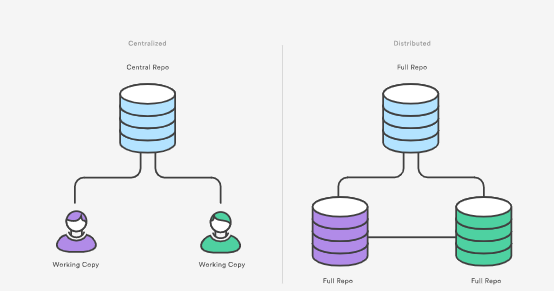 Centralized
Central Repo
Working Copy
Working Copy
Distributed
Full Repo
Full Repo
Full Repo